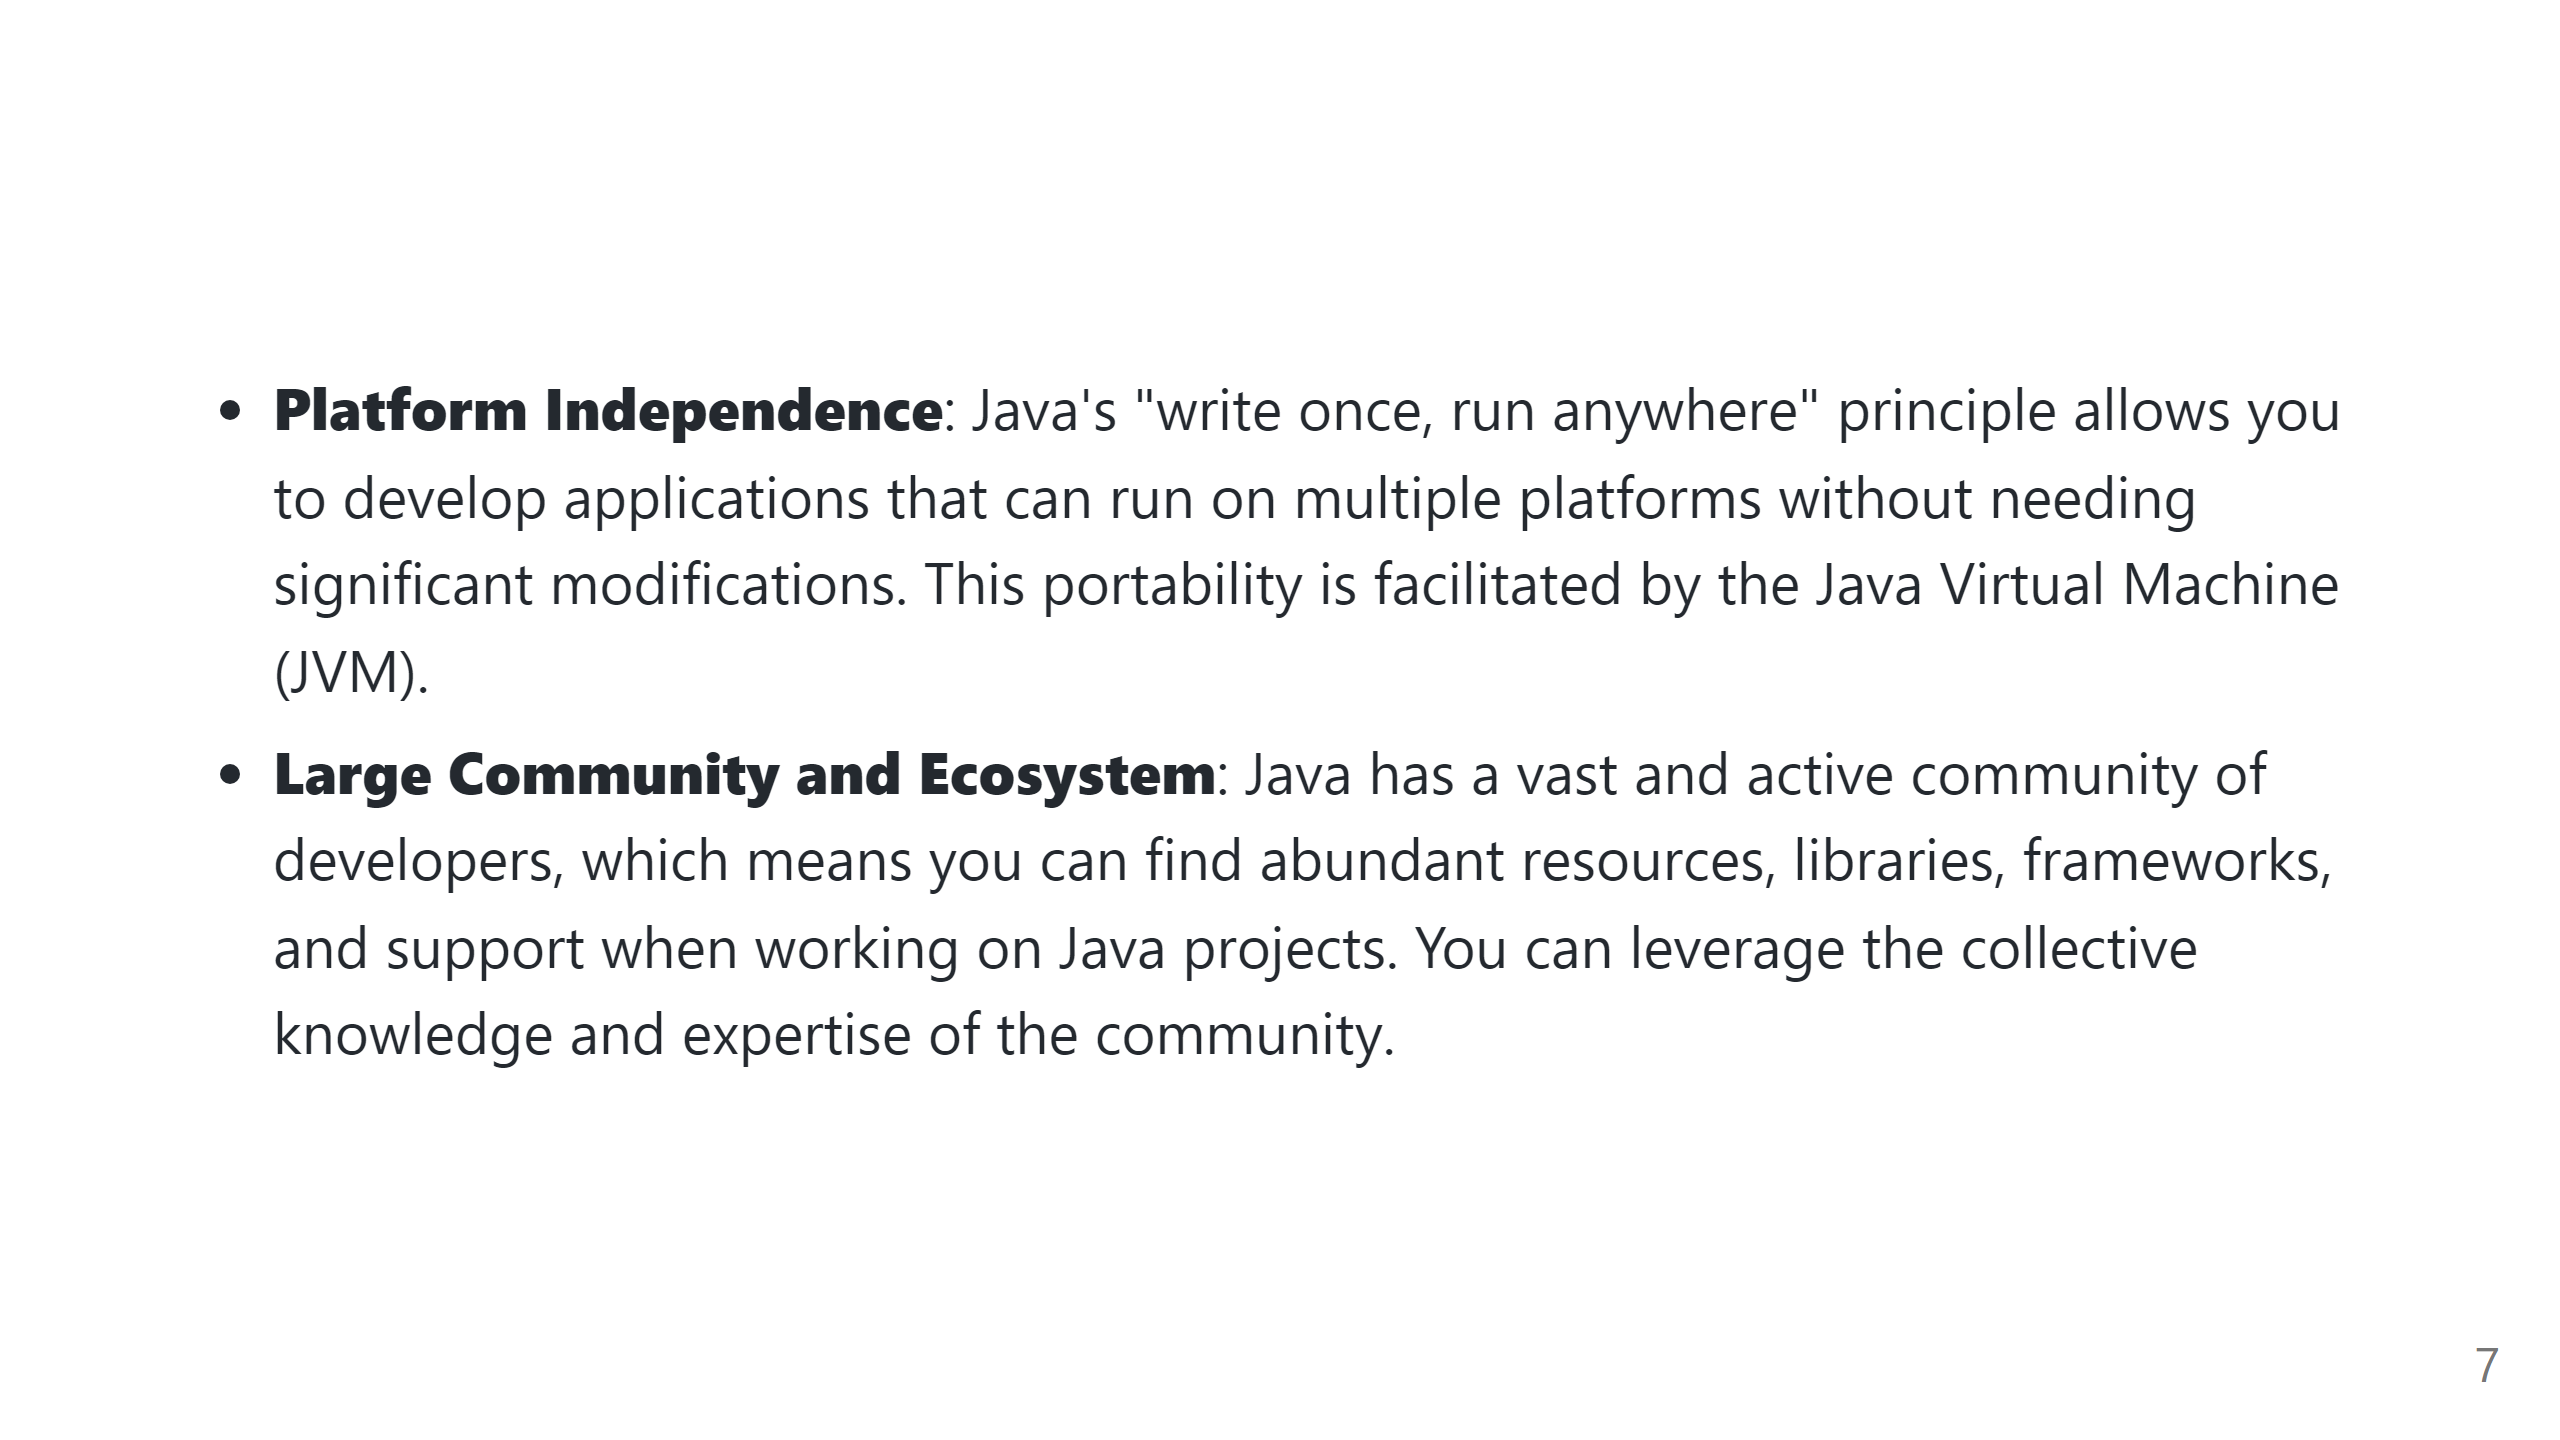 • Platform Independence: Java's "write once, run anywhere" principle allows you
to develop applications that can run on multiple platforms without needing
significant modifications. This portability is facilitated by the Java Virtual Machine
(JVM).
• Large Community and Ecosystem: Java has a vast and active community of
developers, which means you can find abundant resources, libraries, frameworks,
and support when working on Java projects. You can leverage the collective
knowledge and expertise of the community.
7